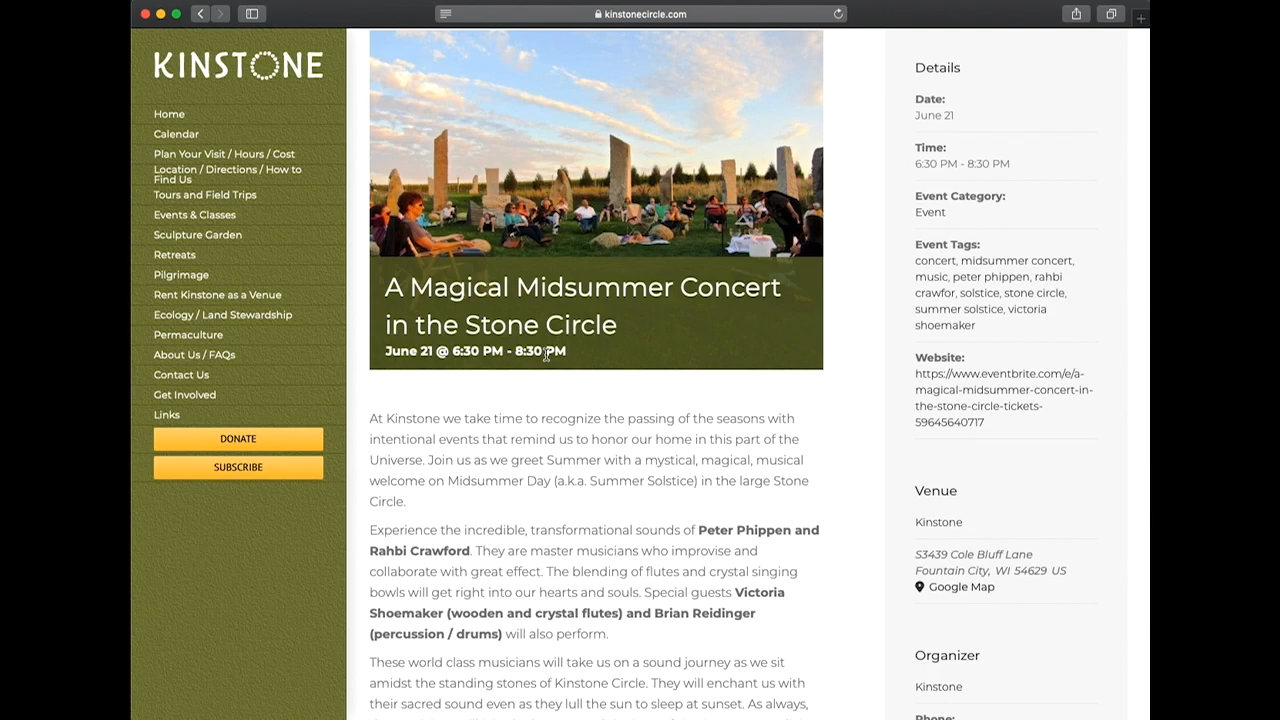 kinstonecircle.com
KINSTONE
Home
Calendar
Plan Your Visit / Hours / Cost
Location / Directions / How to
Find Us
Tours and Field Trips
Events & Classes
Sculpture Garden
Retreats
Pilgrimage
Rent Kinstone as a Venue
Ecology / Land Stewardship
Permaculture
About Us / FAQs
Contact Us
Get Involved
Links
DONATE
SUBSCRIBE
A Magical Midsummer Concert
in the Stone Circle
June 21 @ 6:30 PM - 8:30 PM
At Kinstone we take time to recognize the passing of the seasons with
intentional events that remind us to honor our home in this part of the
Universe. Join us as we greet Summer with a mystical, magical, musical
welcome on Midsummer Day (a.k.a. Summer Solstice) in the large Stone
Circle.
Experience the incredible, transformational sounds of Peter Phippen and
Rahbi Crawford. They are master musicians who improvise and
collaborate with great effect. The blending of flutes and crystal singing
bowls will get right into our hearts and souls. Special guests Victoria
Shoemaker (wooden and crystal flutes) and Brian Reidinger
(percussion / drums) will also perform.
These world class musicians will take us on a sound journey as we sit
amidst the standing stones of Kinstone Circle. They will enchant us with
their sacred sound even as they lull the sun to sleep at sunset. As always,
Details
Date:
June 21
Time:
6:30 PM - 8:30 PM
Event Category:
Event
Event Tags:
concert, midsummer concert,
music, peter phippen, rahbi
crawfor, solstice, stone circle,
summer solstice, victoria
shoemaker
Website:
https://www.eventbrite.com/e/a-
magical-midsummer-concert-in-
the-stone-circle-tickets-
59645640717
Venue
Kinstone
S3439 Cole Bluff Lane
Fountain City, WI 54629 US
Google Map
Organizer
Kinstone
Phone: